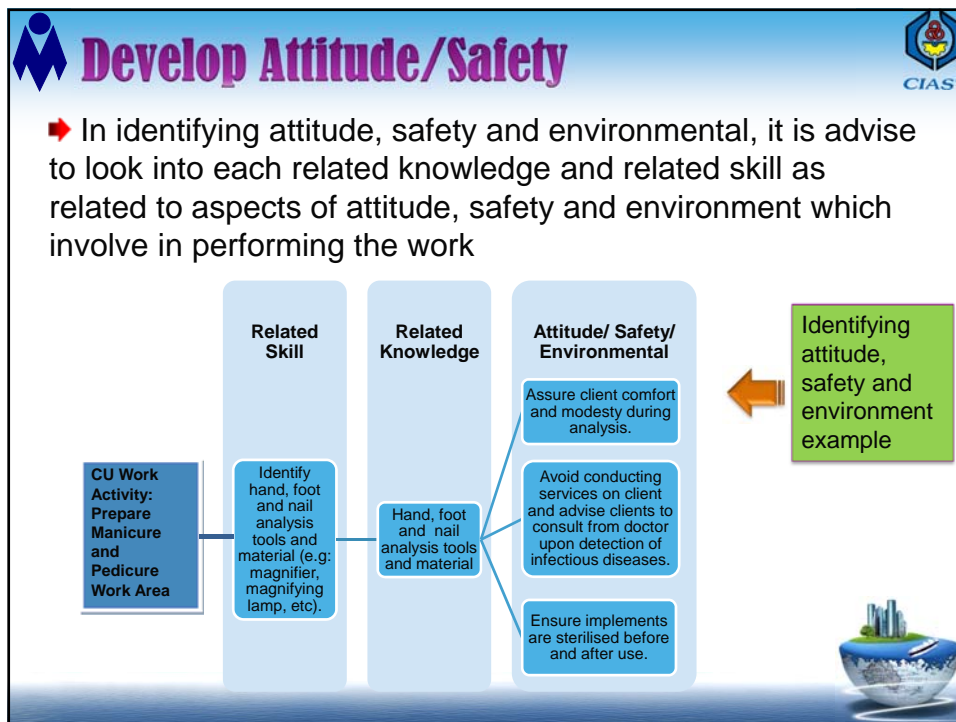 Develop Attitude/Safety
CIAST
In identifying attitude, safety and environmental, it is advise
to look into each related knowledge and related skill as
related to aspects of attitude, safety and environment which
involve in performing the work
Related
Skill
Related
Knowledge
Attitude/ Safety/
Environmental
CU Work
Activity:
Prepare
Manicure
and
Pedicure
Work Area
Identify
hand, foot
and nail
analysis
tools and
material (e.g:
magnifier,
magnifying
lamp, etc).
Hand, foot
and nail
analysis tools
and material
Assure client comfort
and modesty during
analysis.
Avoid conducting
services on client
and advise clients to
consult from doctor
upon detection of
infectious diseases.
Ensure implements
are sterilised before
and after use.
Identifying
attitude,
safety and
environment
example